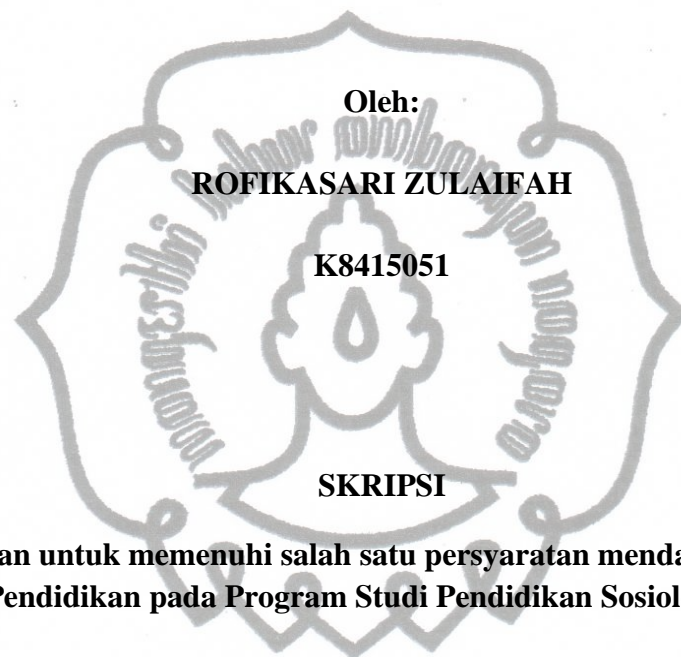 Oleh:
ROFIKASARI ZULAIFAH
K8415051
SKRIPSI
an untuk memenuhi salah satu persyaratan menda
Pendidikan pada Program Studi Pendidikan Sosiol